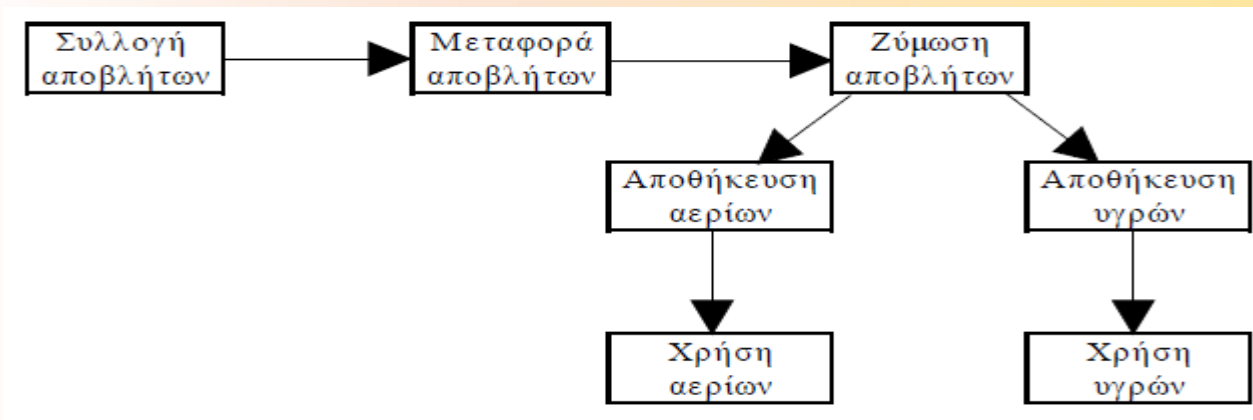 Συλλογή
αποβλήτων
Μεταφορά
αποβλήτων
Ζύμωση
αποβλήτων
Αποθήκευση
αερίων
Αποθήκευση
υγρών
Χρήση
αερίων
Χρήση
υγρών